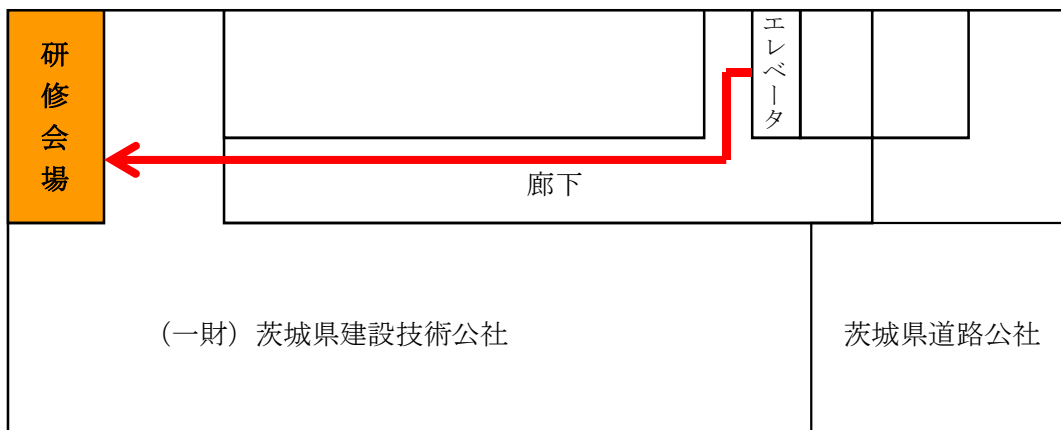 研修会場
エレベータ
廊下
（一財）茨城県建設技術公社
茨城県道路公社